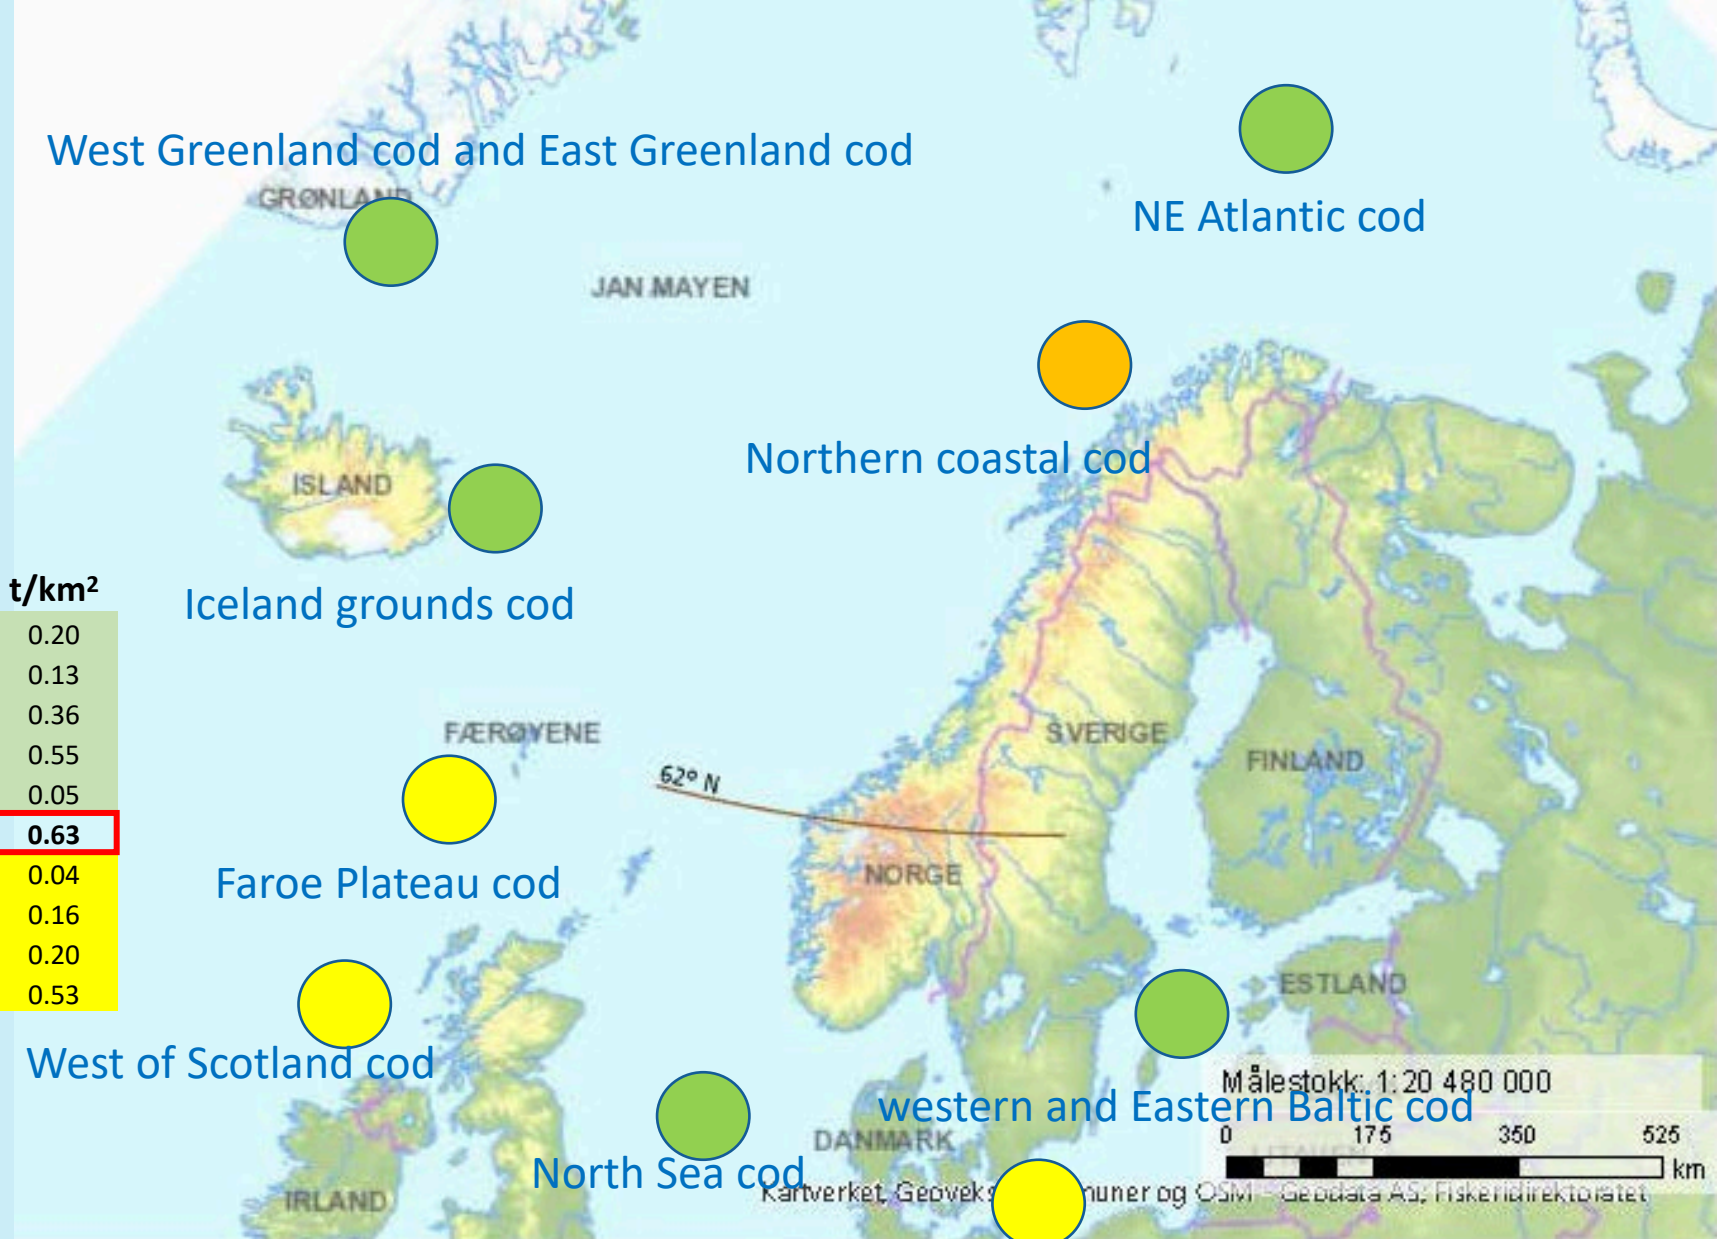 West Greenland cod and East Greenland cod
GRØNLAND
NE Atlantic cod
JAN MAYEN
Northern coastal cod
ISLAND
Iceland grounds cod
t/km²
0.20
0.13
0.36
0.55
0.05
0.63
0.04
0.16
0.20
0.53
FÆRØYENE
SVERIGE
FINLAND
62° N
Faroe Plateau cod
NORGE
ESTLAND
West of Scotland cod
Målestokk: 1:20 480 000
western and Eastern Baltic cod
0 175 350 525
km
DANMARK
North Sea cod
Kartverket, Geoveks muner og OSM - Geodata AS, Fiskeridirektoratet
IRLAND